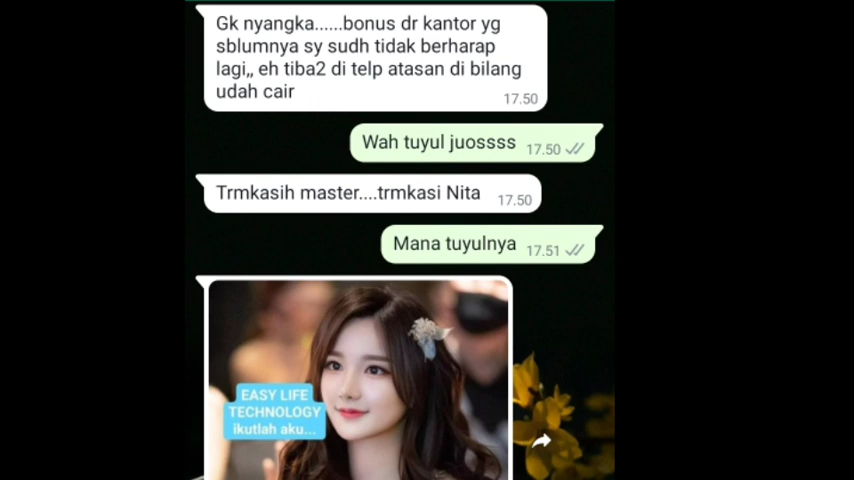 Gk nyangka......bonus dr kantor yg
sblumnya sy sudh tidak berharap
lagi,, eh tiba2 di telp atasan di bilang
udah cair
17.50
Wah tuyul juossss
17.50
Trmkasih master....trmkasi Nita
17.50
Mana tuyulnya
17.51
EASY LIFE
TECHNOLOGY
ikutlah aku...